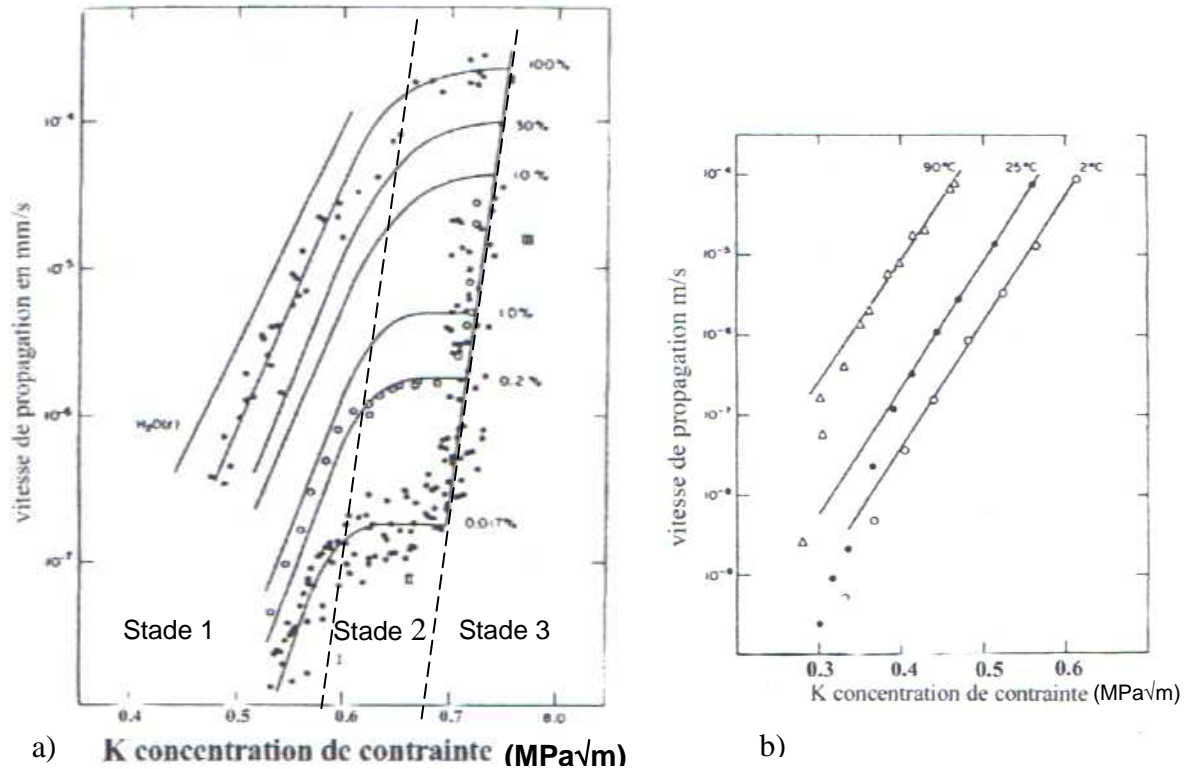 vitesse de propagation en mm/s
10⁻⁴
10⁻⁵
10⁻⁶
10⁻⁷
100%
30%
10%
1.0%
0.2%
0.017%
H₂O(ℓ)
Stade 1
Stade 2
Stade 3
0.4 0.5 0.6 0.7 8.0
a) K concentration de contrainte (MPa√m)
vitesse de propagation m/s
10⁻⁴
10⁻⁵
10⁻⁶
10⁻⁷
10⁻⁸
10⁻⁹
90°C 25°C 2°C
0.3 0.4 0.5 0.6
K concentration de contrainte (MPa√m)
b)